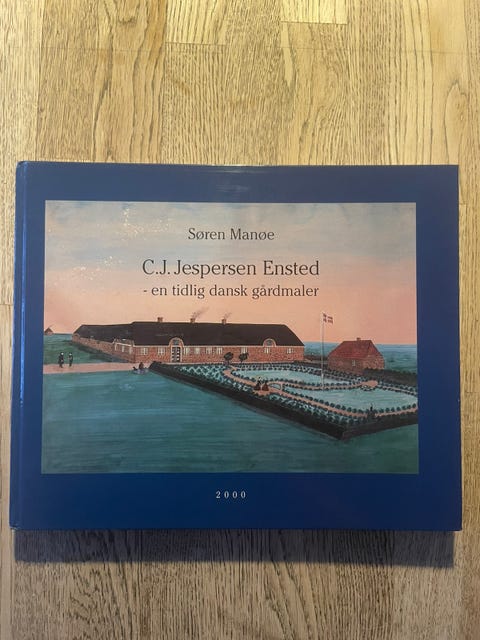 Søren Manøe
C.J. Jespersen Ensted
- en tidlig dansk gårdmaler
2000